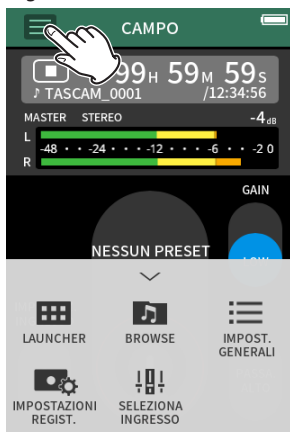 CAMPO
99H 59M 59S
♪ TASCAM_0001 /12:34:56
MASTER STEREO -4dB
L
-48 · · -24 · · · -12 · · · -6 · · -2 0
R
GAIN
NESSUN PRESET
LAUNCHER
BROWSE
IMPOST.
GENERALI
IMPOSTAZIONI
REGIST.
SELEZIONA
INGRESSO